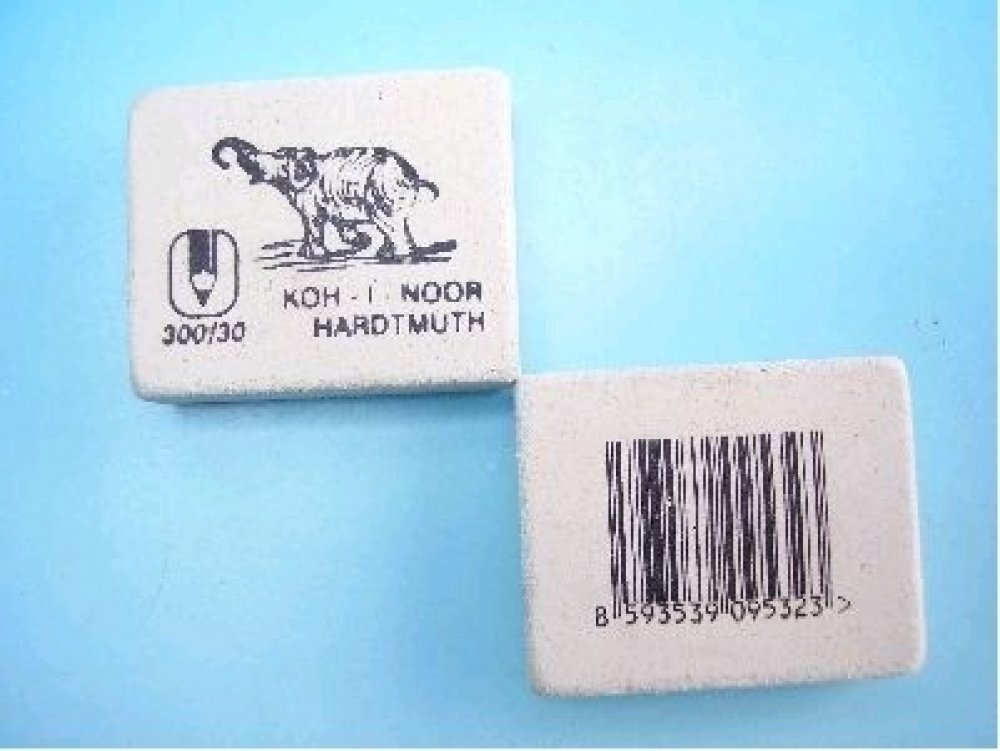 300/30
KOH - I - NOOR
HARDTMUTH
8 593539 095323 >